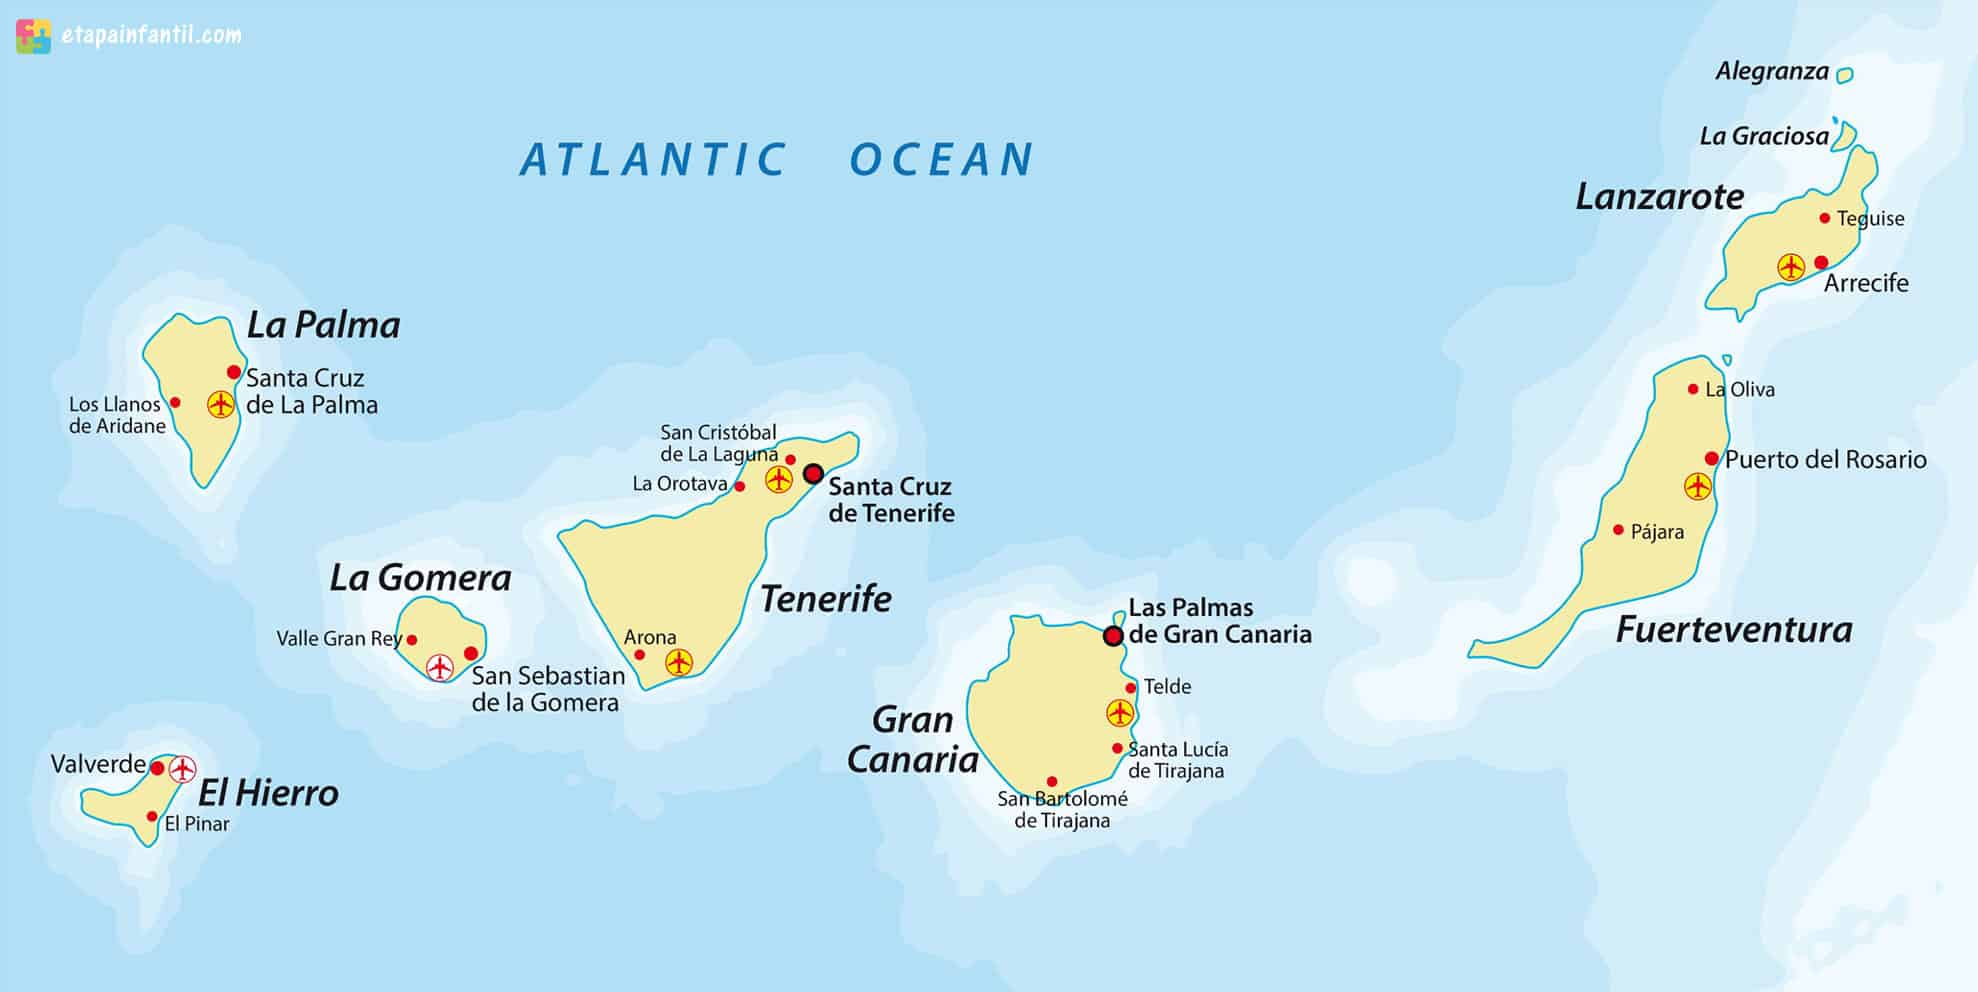 etapainfantil.com
ATLANTIC OCEAN
Alegranza
La Graciosa
Lanzarote
Teguise
Arrecife
La Palma
Santa Cruz
de La Palma
Los Llanos
de Aridane
La Oliva
Puerto del Rosario
Pájara
Fuerteventura
San Cristóbal
de La Laguna
La Orotava
Santa Cruz
de Tenerife
Tenerife
Arona
La Gomera
Valle Gran Rey
San Sebastian
de la Gomera
Las Palmas
de Gran Canaria
Telde
Gran
Canaria
Santa Lucía
de Tirajana
San Bartolomé
de Tirajana
Valverde
El Hierro
El Pinar